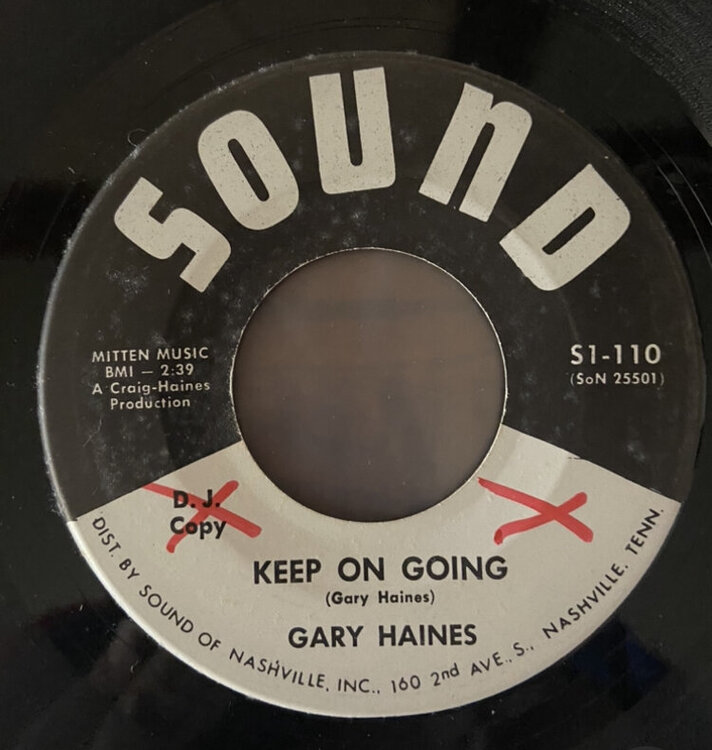 SOUND
MITTEN MUSIC
BMI — 2:39
A Craig-Haines
Production
S1-110
(SoN 25501)
D.J.
Copy
KEEP ON GOING
(Gary Haines)
GARY HAINES
DIST. BY SOUND OF NASHVILLE, INC., 160 2nd AVE., S., NASHVILLE, TENN.